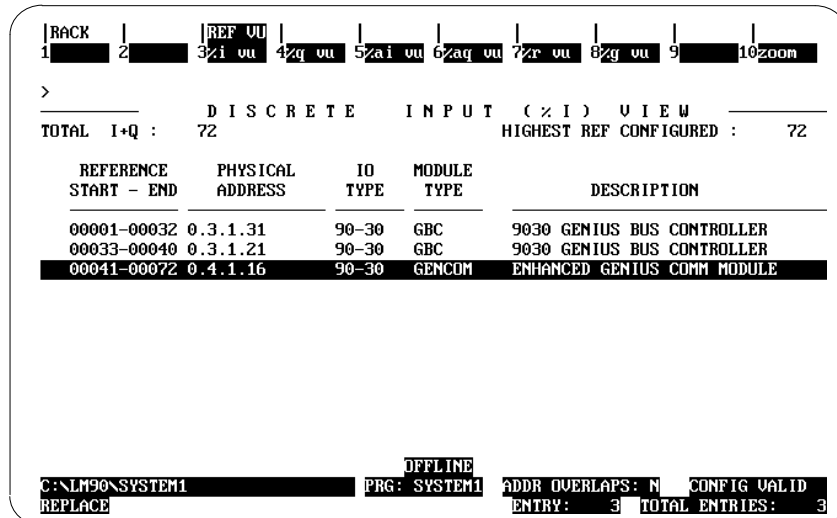 |RACK | |REF VU | | | | | | |
1 2 3%i vu 4%q vu 5%ai vu 6%aq vu 7%r vu 8%g vu 9 10zoom
>
D I S C R E T E I N P U T ( % I ) V I E W
TOTAL I+Q : 72 HIGHEST REF CONFIGURED : 72
REFERENCE PHYSICAL IO MODULE
START - END ADDRESS TYPE TYPE DESCRIPTION
00001-00032 0.3.1.31 90-30 GBC 9030 GENIUS BUS CONTROLLER
00033-00040 0.3.1.21 90-30 GBC 9030 GENIUS BUS CONTROLLER
00041-00072 0.4.1.16 90-30 GENCOM ENHANCED GENIUS COMM MODULE
OFFLINE
C:\LM90\SYSTEM1 PRG: SYSTEM1 ADDR OVERLAPS: N CONFIG VALID
REPLACE ENTRY: 3 TOTAL ENTRIES: 3